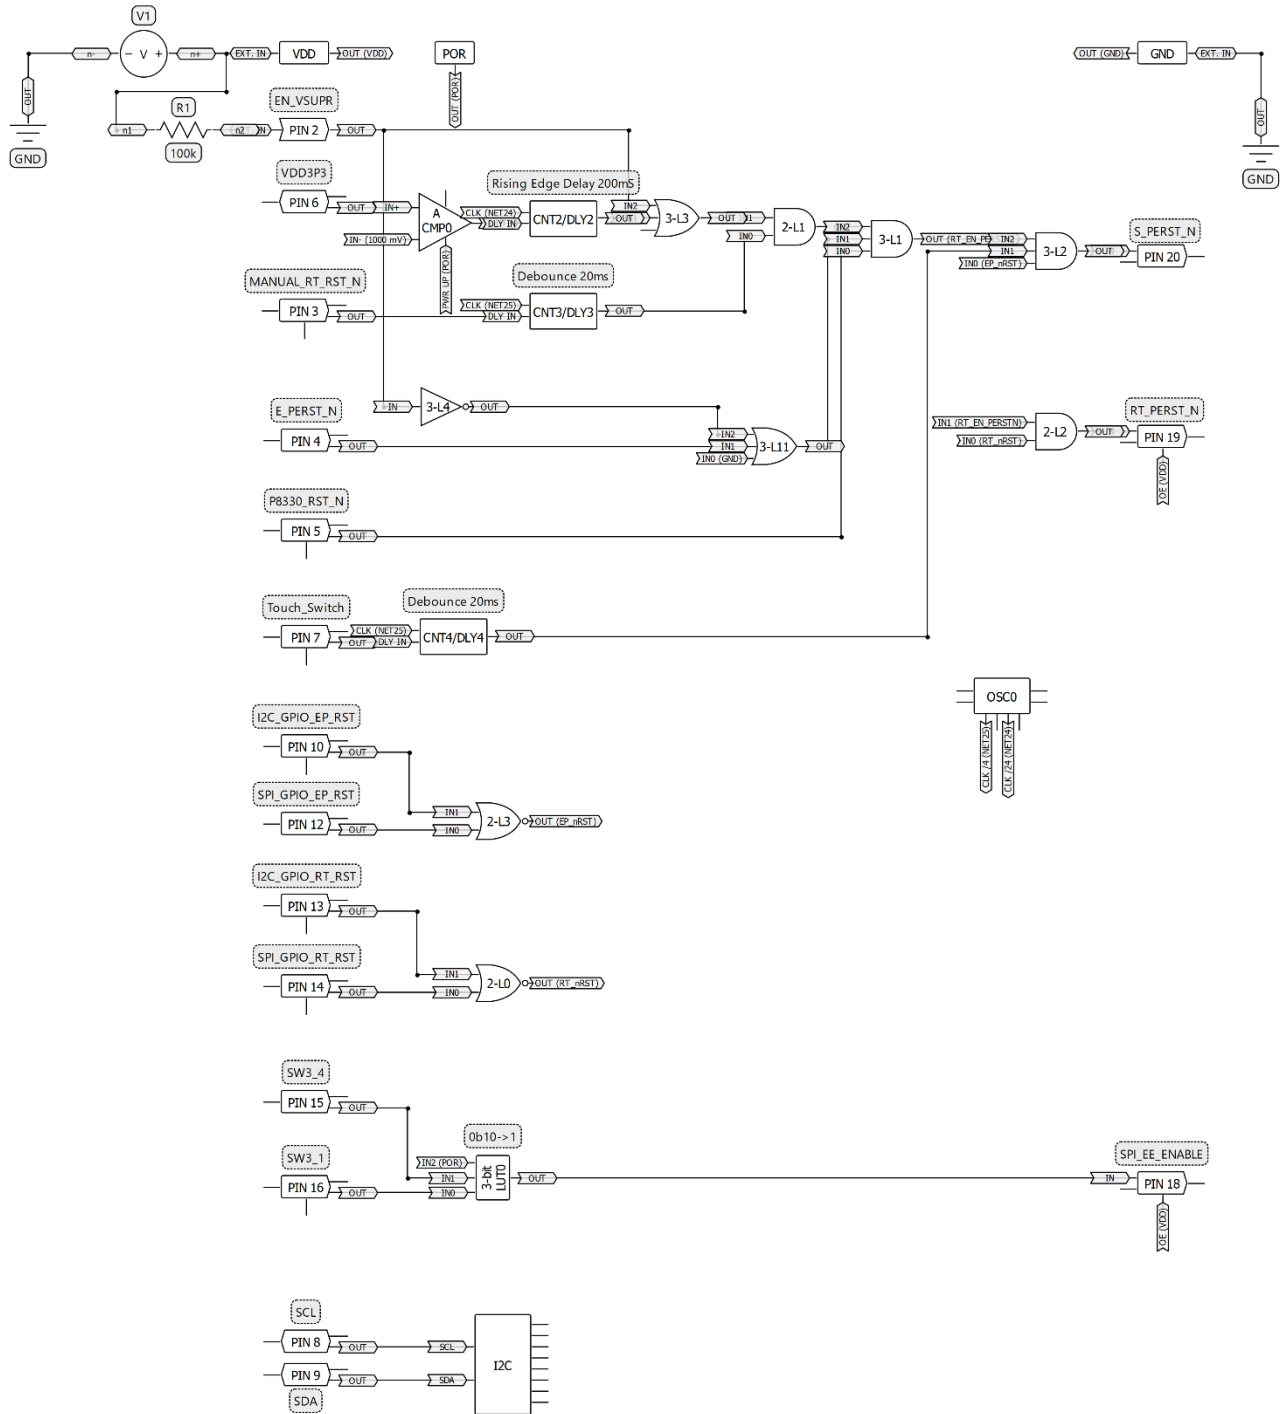 V1
n-
− V +
n+
EXT. IN
VDD
OUT (VDD)
POR
OUT (POR)
OUT (GND)
GND
EXT. IN
OUT
GND
OUT
GND
R1
n1
n2
IN
100k
EN_VSUPR
PIN 2
OUT
VDD3P3
PIN 6
OUT
IN+
IN- (1000 mV)
A
CMP0
PWR UP (POR)
Rising Edge Delay 200mS
CLK (NET24)
DLY IN
CNT2/DLY2
OUT
IN2
3-L3
OUT
IN0
2-L1
IN2
IN1
IN0
3-L1
OUT (RT_EN_PE
IN2
IN1
IN0 (EP_nRST)
3-L2
OUT
S_PERST_N
PIN 20
MANUAL_RT_RST_N
PIN 3
OUT
Debounce 20ms
CLK (NET25)
DLY IN
CNT3/DLY3
OUT
IN
3-L4
OUT
E_PERST_N
PIN 4
OUT
IN2
IN1
IN0 (GND)
3-L11
OUT
IN1 (RT_EN_PERSTN)
IN0 (RT_nRST)
2-L2
OUT
RT_PERST_N
PIN 19
OE (VDD)
P8330_RST_N
PIN 5
OUT
Touch_Switch
PIN 7
OUT
CLK (NET25)
DLY IN
Debounce 20ms
CNT4/DLY4
OUT
OSC0
CLK /4 (NET25)
CLK /24 (NET24)
I2C_GPIO_EP_RST
PIN 10
OUT
SPI_GPIO_EP_RST
PIN 12
OUT
IN1
IN0
2-L3
OUT (EP_nRST)
I2C_GPIO_RT_RST
PIN 13
OUT
SPI_GPIO_RT_RST
PIN 14
OUT
IN1
IN0
2-L0
OUT (RT_nRST)
SW3_4
PIN 15
OUT
SW3_1
PIN 16
OUT
0b10->1
IN2 (POR)
IN1
IN0
3-bit
LUT0
OUT
SPI_EE_ENABLE
IN
PIN 18
OE (VDD)
SCL
PIN 8
OUT
SCL
PIN 9
OUT
SDA
SDA
I2C